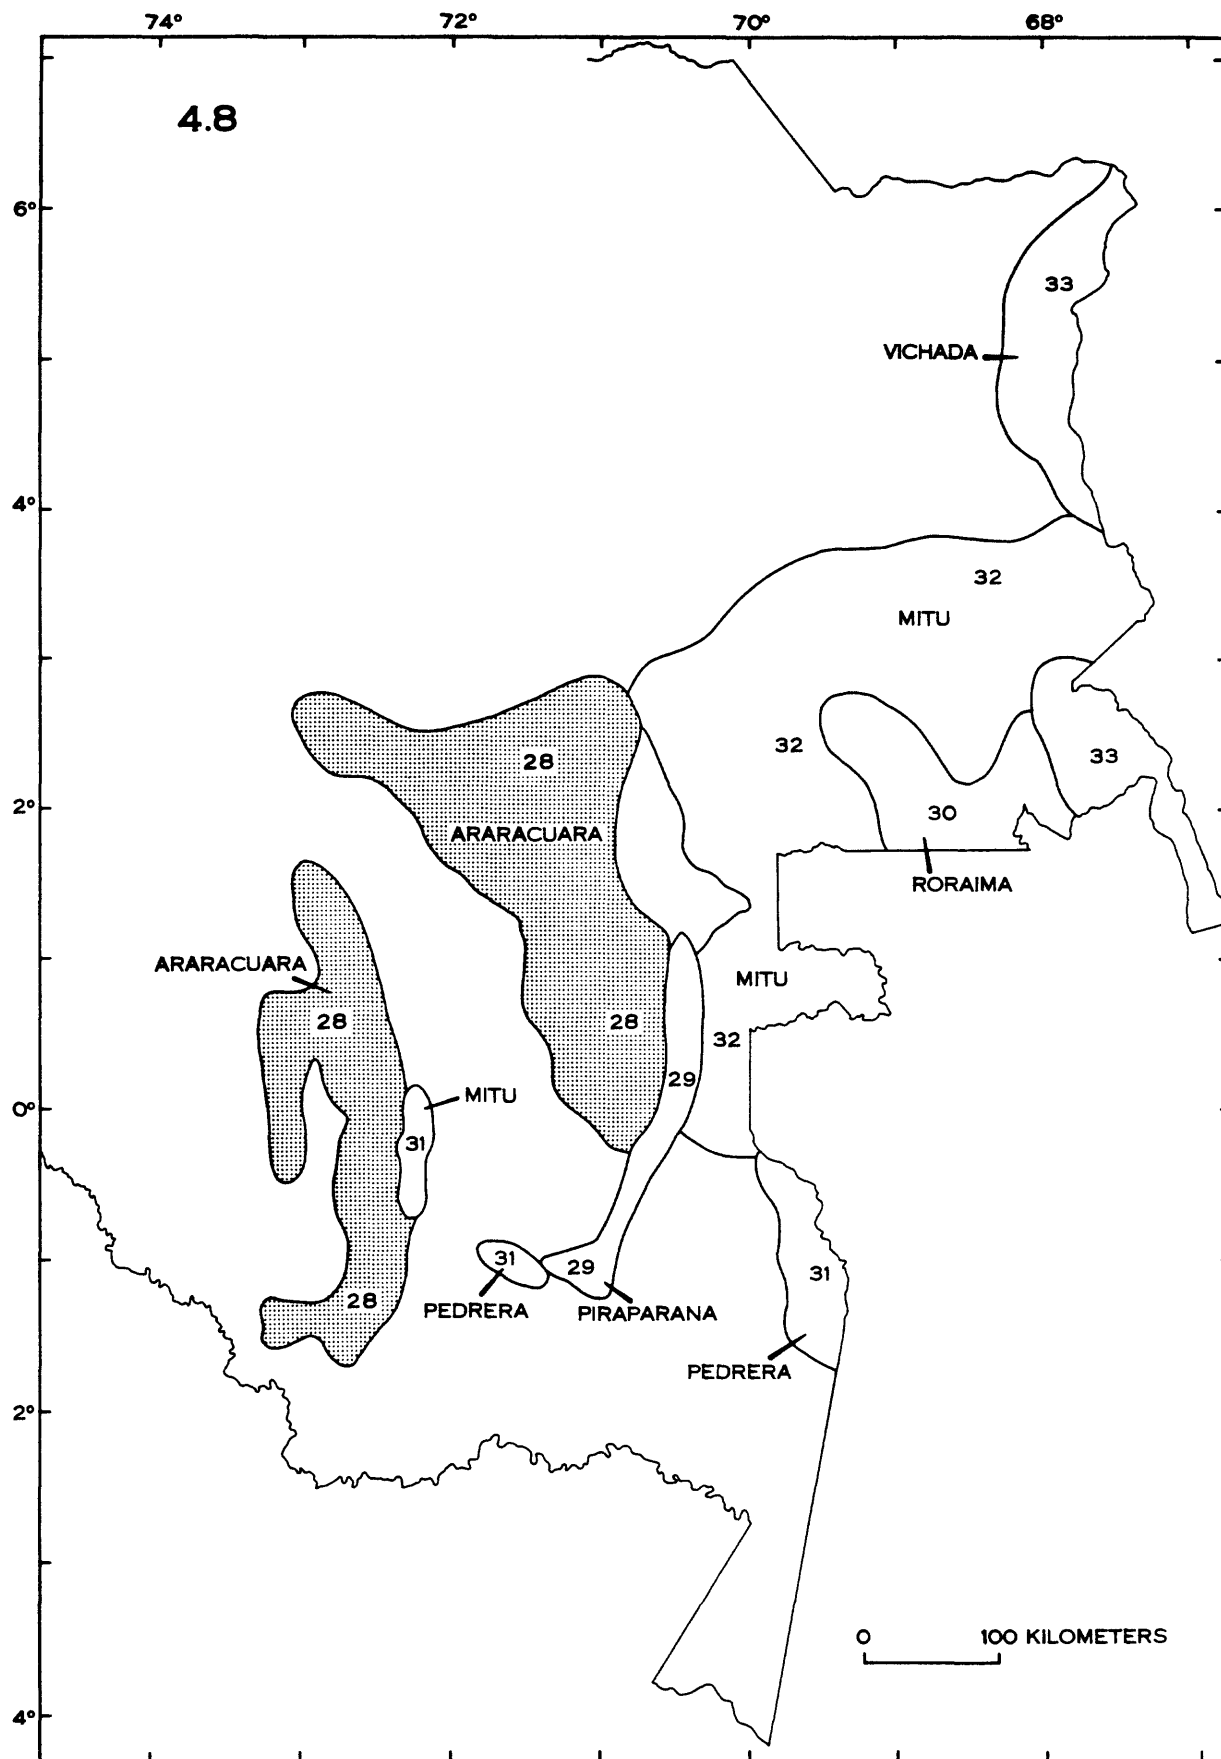 74° 72° 70° 68°
4.8
6°
33
VICHADA
4°
32
MITU
28
32
33
2°
30
ARARACUARA
RORAIMA
ARARACUARA
MITU
28
28
32
29
0°
MITU
31
31
29
31
28
PEDRERA
PIRAPARANA
PEDRERA
2°
0 100 KILOMETERS
4°